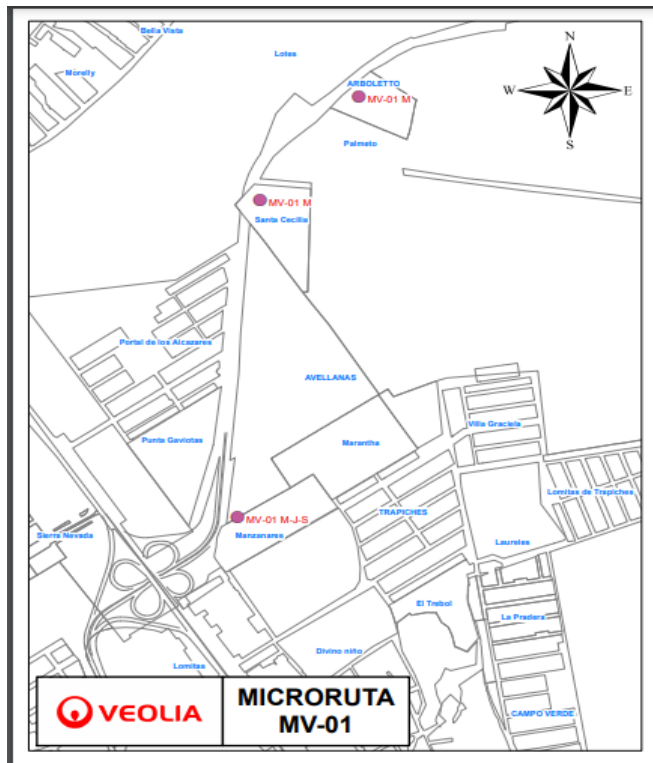 Bella Vista
Lotes
N
Morelly
ARBOLETTO
MV-01 M
W
E
S
Palmeto
MV-01 M
Santa Cecilia
Portal de los Alcazares
AVELLANAS
Villa Graciela
Punta Gaviotas
Marantha
Lomitas de Trapiches
TRAPICHES
MV-01 M-J-S
Sierra Nevada
Manzanares
Laureles
El Trebol
La Pradera
Divino niño
Lomitas
CAMPO VERDE
VEOLIA
MICRORUTA
MV-01